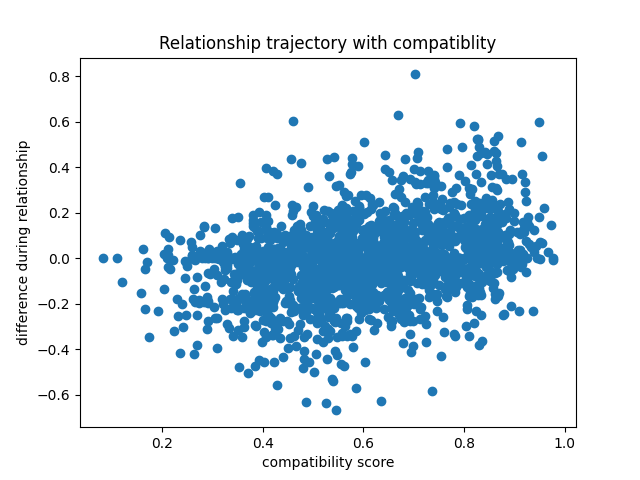 Relationship trajectory with compatiblity
difference during relationship
0.8
0.6
0.4
0.2
0.0
−0.2
−0.4
−0.6
0.2 0.4 0.6 0.8 1.0
compatibility score